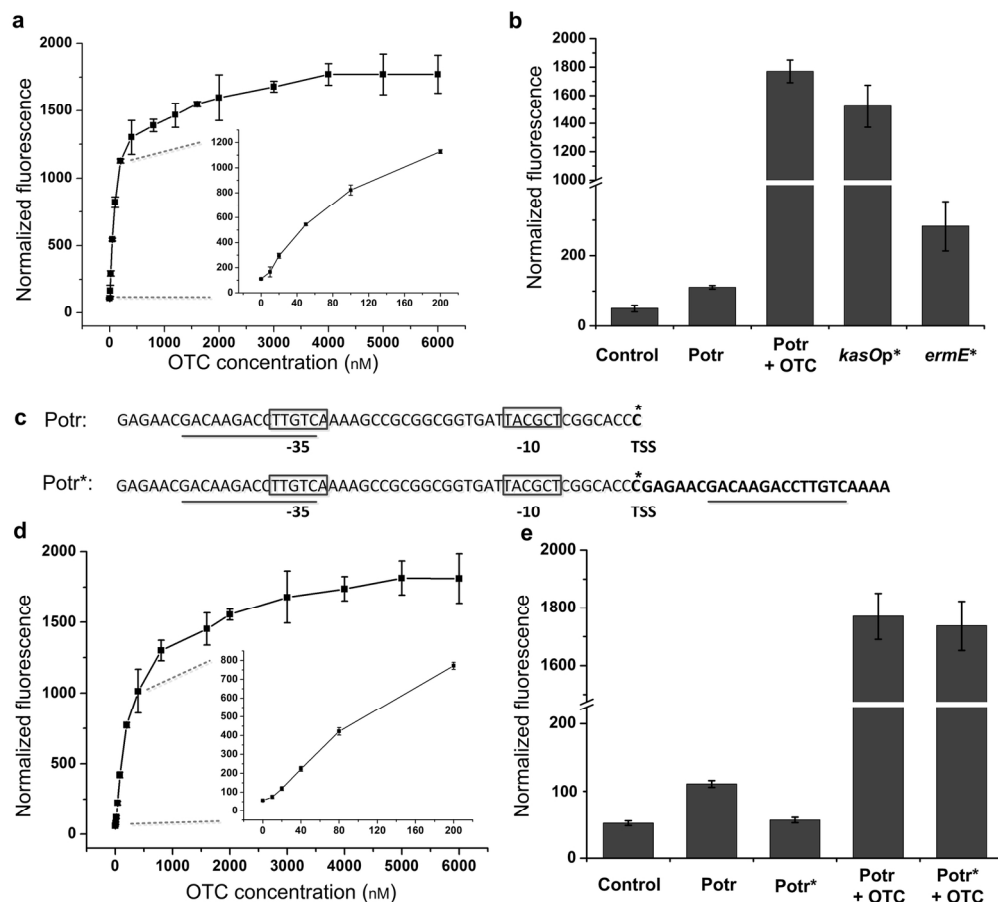 a
Normalized fluorescence
2000
1500
1000
500
0
0 1000 2000 3000 4000 5000 6000
OTC concentration (nM)
1200
1000
800
600
400
200
0
0 40 80 120 160 200
b
Normalized fluorescence
2000
1800
1600
1400
1200
1000
200
0
Control
Potr
Potr + OTC
kasOp*
ermE*
c
*
Potr: GAGAACGACAAGACCTTGTCAAAAGCCGCGGCGGTGATTACGCTCGGCACCC
-35 -10 TSS
*
Potr*: GAGAACGACAAGACCTTGTCAAAAGCCGCGGCGGTGATTACGCTCGGCACCCGAGAACGACAAGACCTTGTCAAAA
-35 -10 TSS
d
Normalized fluorescence
2000
1500
1000
500
0
0 1000 2000 3000 4000 5000 6000
OTC concentration (nM)
800
700
600
500
400
300
200
100
0
0 40 80 120 160 200
e
Normalized fluorescence
2000
1800
1600
200
100
0
Control
Potr
Potr*
Potr + OTC
Potr* + OTC